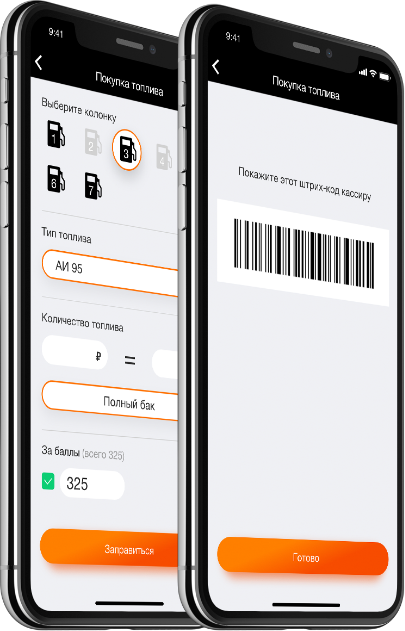 9:41
Покупка топлива
Выберите колонку
1 2 3 4
6 7
Тип топлива
АИ 95
Количество топлива
₽ =
Полный бак
За баллы (всего 325)
325
Заправиться
9:41
Покупка топлива
Покажите этот штрих-код кассиру
Готово